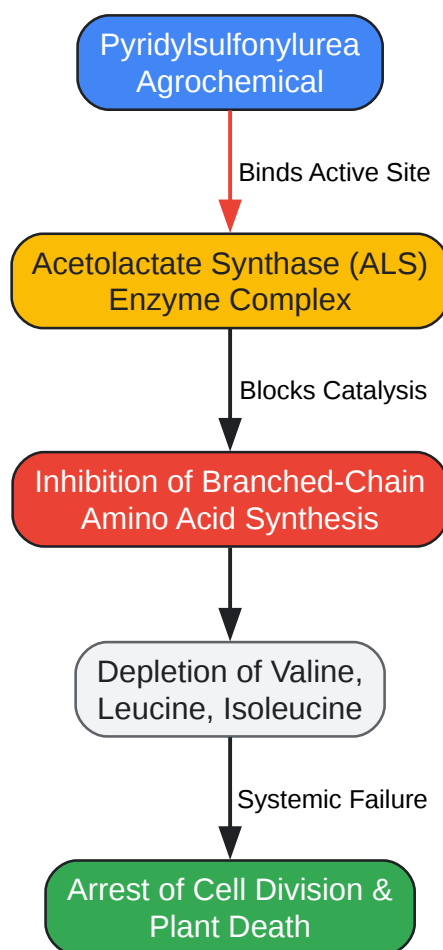 Pyridylsulfonylurea
Agrochemical
Binds Active Site
Acetolactate Synthase (ALS)
Enzyme Complex
Blocks Catalysis
Inhibition of Branched-Chain
Amino Acid Synthesis
Depletion of Valine,
Leucine, Isoleucine
Systemic Failure
Arrest of Cell Division &
Plant Death